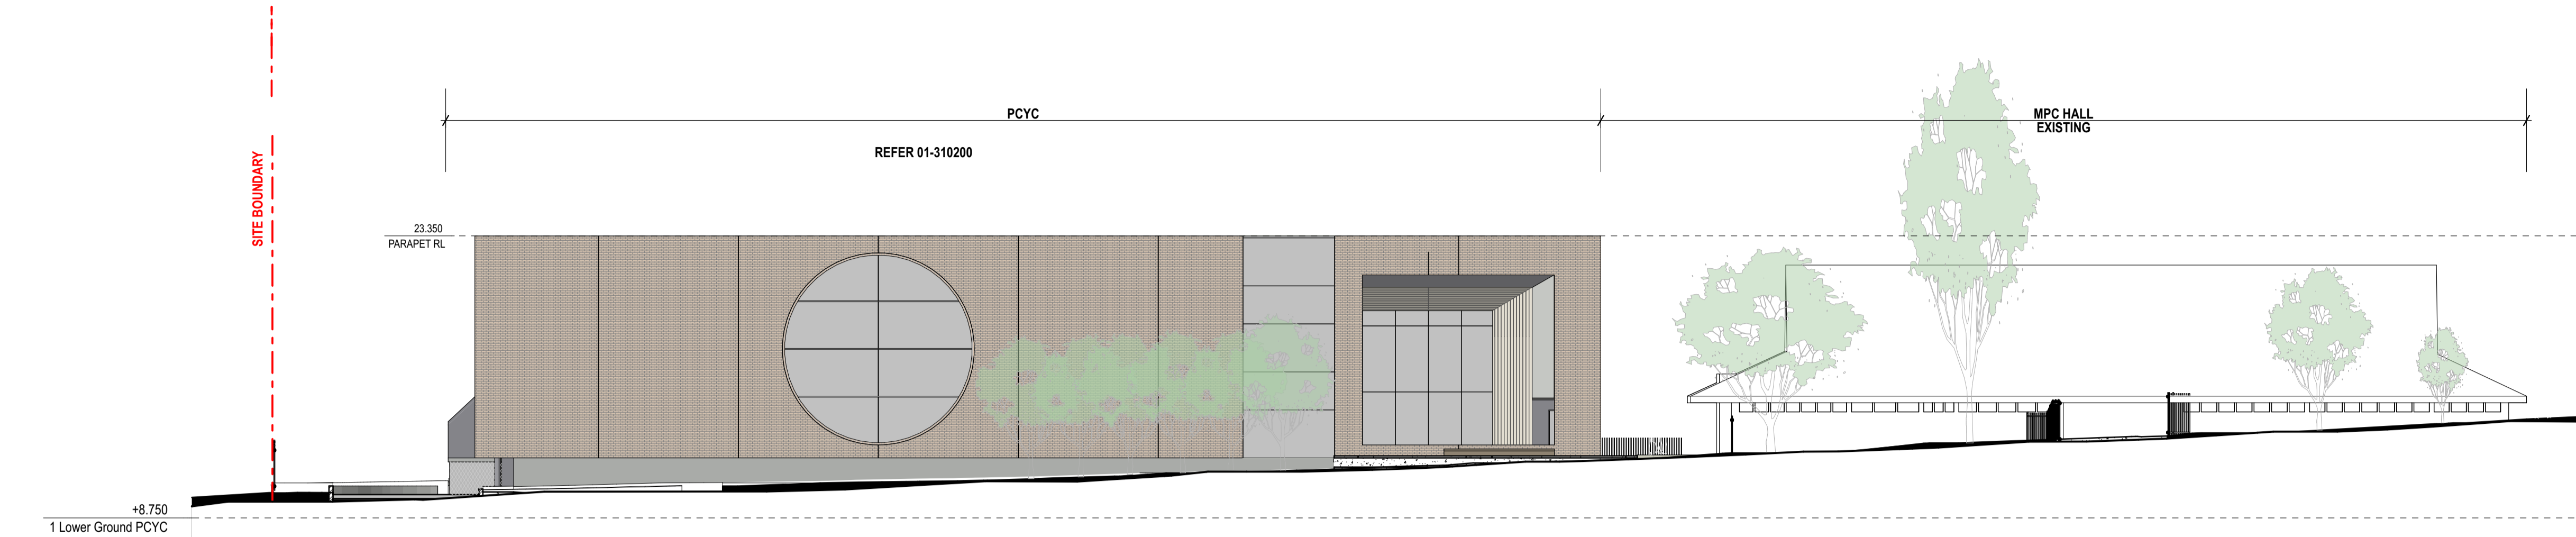 PCYC
MPC HALL
EXISTING
REFER 01-310200
SITE BOUNDARY
23.350
PARAPET RL
+8.750
1 Lower Ground PCYC